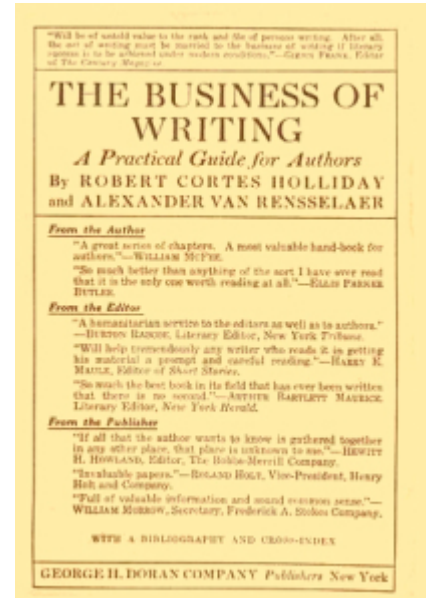 "Will be of untold value to the rank and file of persons writing. After all,
the art of writing must be married to the business of writing if literary
success is to be achieved under modern conditions."—GLENN FRANK, Editor
of The Century Magazine.
THE BUSINESS OF
WRITING
A Practical Guide for Authors
By ROBERT CORTES HOLLIDAY
and ALEXANDER VAN RENSSELAER
From the Author
"A great series of chapters. A most valuable hand-book for
authors."—WILLIAM MCFEE.
"So much better than anything of the sort I have ever read
that it is the only one worth reading at all."—ELLIS PARKER
BUTLER.
From the Editor
"A humanitarian service to the editors as well as to authors."
—BURTON RASCOE, Literary Editor, New York Tribune.
"Will help tremendously any writer who reads it in getting
his material a prompt and careful reading."—HARRY E.
MAULE, Editor of Short Stories.
"So much the best book in its field that has ever been written
that there is no second."—ARTHUR BARTLETT MAURICE,
Literary Editor, New York Herald.
From the Publisher
"If all that the author wants to know is gathered together
in any other place, that place is unknown to me."—HEWITT
H. HOWLAND, Editor, The Bobbs-Merrill Company.
"Invaluable papers."—ROLAND HOLT, Vice-President, Henry
Holt and Company.
"Full of valuable information and sound common sense."—
WILLIAM MORROW, Secretary, Frederick A. Stokes Company.
WITH A BIBLIOGRAPHY AND CROSS-INDEX
GEORGE H. DORAN COMPANY Publishers New York